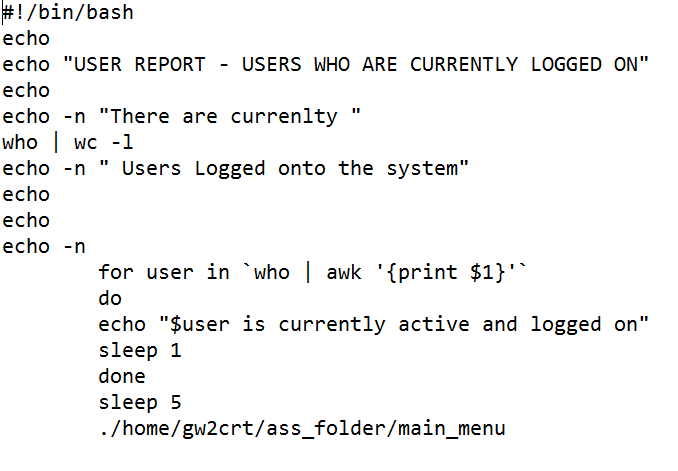 #!/bin/bash
echo
echo "USER REPORT - USERS WHO ARE CURRENTLY LOGGED ON"
echo
echo -n "There are currenlty "
who | wc -l
echo -n " Users Logged onto the system"
echo
echo
echo -n
for user in `who | awk '{print $1}'`
do
echo "$user is currently active and logged on"
sleep 1
done
sleep 5
./home/gw2crt/ass_folder/main_menu